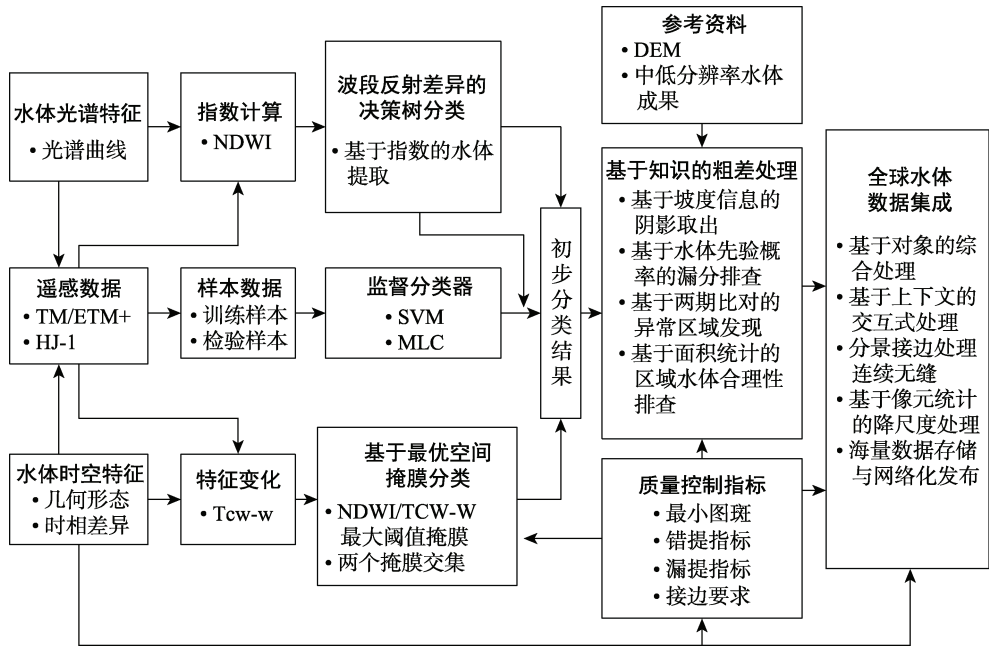 水体光谱特征
• 光谱曲线
指数计算
• NDWI
波段反射差异的
决策树分类
• 基于指数的水体
提取
参考资料
• DEM
• 中低分辨率水体
成果
遥感数据
• TM/ETM+
• HJ-1
样本数据
• 训练样本
• 检验样本
监督分类器
• SVM
• MLC
初
步
分
类
结
果
基于知识的粗差处理
• 基于坡度信息的
阴影取出
• 基于水体先验概
率的漏分排查
• 基于两期比对的
异常区域发现
• 基于面积统计的
区域水体合理性
排查
全球水体
数据集成
• 基于对象的综
合处理
• 基于上下文的
交互式处理
• 分景接边处理
连续无缝
• 基于像元统计
的降尺度处理
• 海量数据存储
与网络化发布
水体时空特征
• 几何形态
• 时相差异
特征变化
• Tcw-w
基于最优空间
掩膜分类
• NDWI/TCW-W
最大阈值掩膜
• 两个掩膜交集
质量控制指标
• 最小图斑
• 错提指标
• 漏提指标
• 接边要求